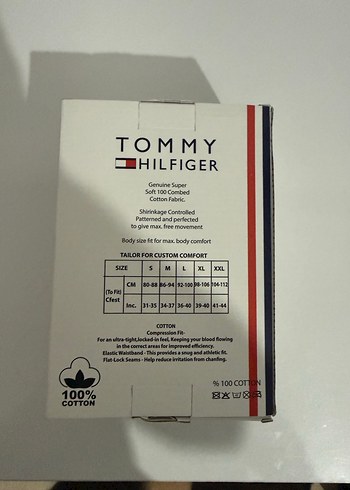 TOMMY
HILFIGER
Genuine Super
Soft 100 Combed
Cotton Fabric.
Shirinkage Controlled
Patterned and perfected
to give max. free movement
Body size fit for max. body comfort
TAILOR FOR CUSTOM COMFORT
SIZE S M L XL XXL
(To Fit) Cfest
CM 80-88 86-94 92-100 98-106 104-112
Inc. 31-35 34-37 36-40 39-40 41-44
COTTON
Compression Fit-
For an ultra-tight,locked-in feel, Keeping your blood flowing
in the correct areas for improved efficiency.
Elastic Waistband - This provides a snug and athletic fit.
Flat-Lock Seams - Help reduce irritation from chanfing.
100%
COTTON
% 100 COTTON